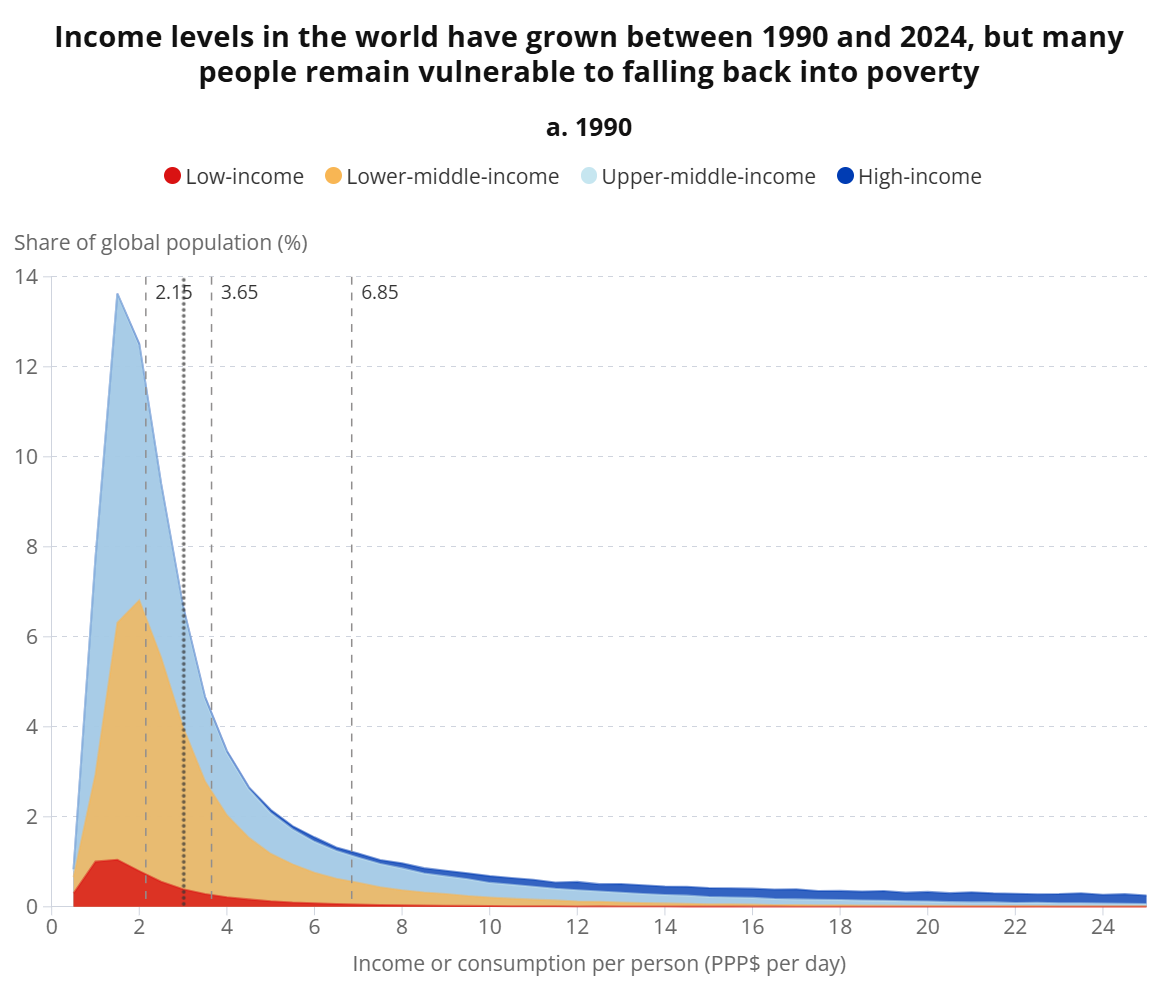 Income levels in the world have grown between 1990 and 2024, but many
people remain vulnerable to falling back into poverty
a. 1990
Low-income Lower-middle-income Upper-middle-income High-income
Share of global population (%)
14
2.15 3.65 6.85
12
10
8
6
4
2
0
0 2 4 6 8 10 12 14 16 18 20 22 24
Income or consumption per person (PPP$ per day)